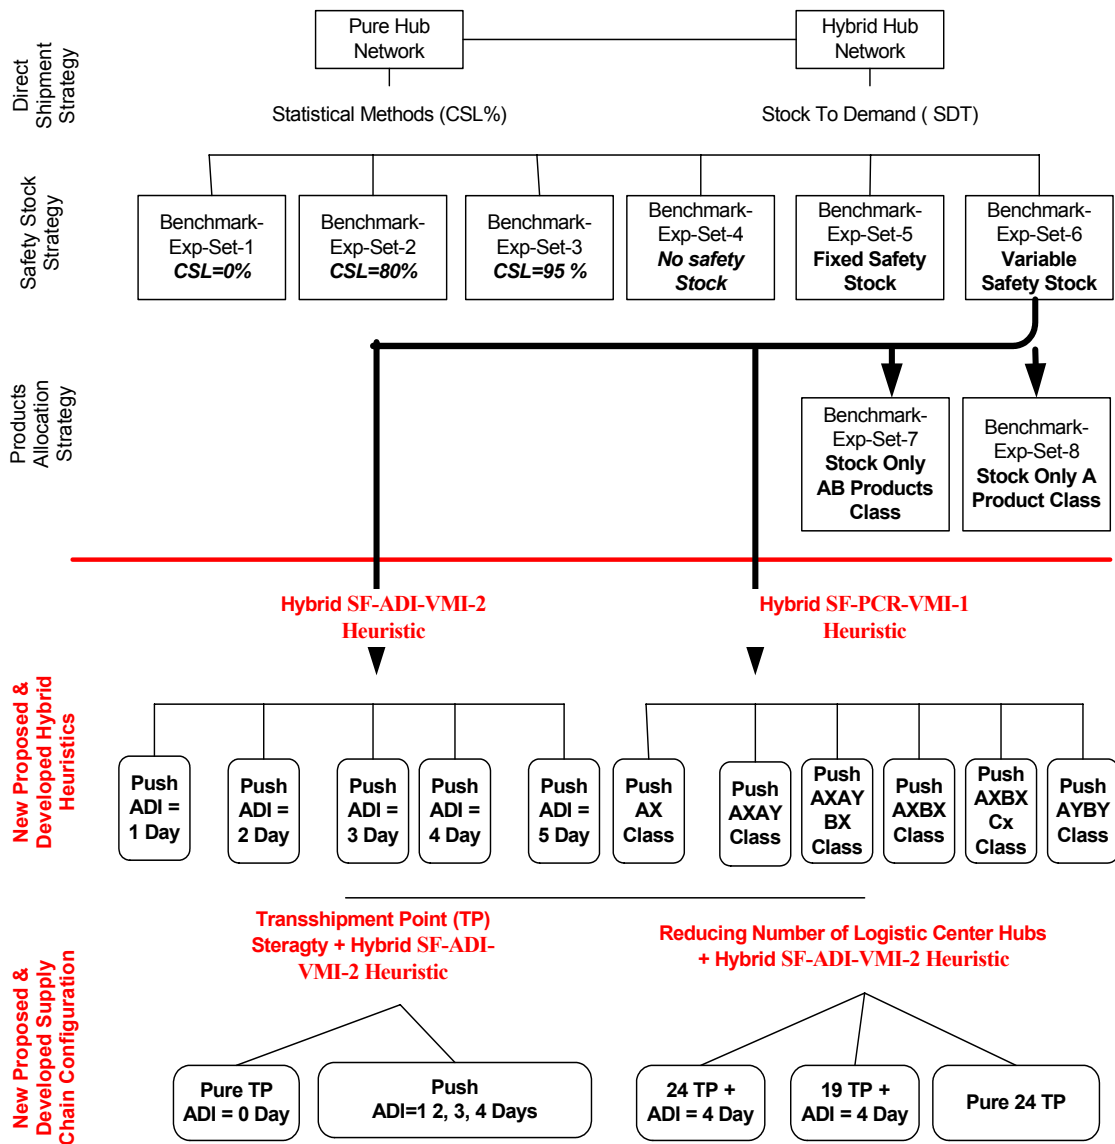 Direct
Shipment
Strategy
Pure Hub
Network
Hybrid Hub
Network
Statistical Methods (CSL%)
Stock To Demand ( SDT)
Safety Stock
Strategy
Benchmark-
Exp-Set-1
CSL=0%
Benchmark-
Exp-Set-2
CSL=80%
Benchmark-
Exp-Set-3
CSL=95 %
Benchmark-
Exp-Set-4
No safety
Stock
Benchmark-
Exp-Set-5
Fixed Safety
Stock
Benchmark-
Exp-Set-6
Variable
Safety Stock
Products
Allocation
Strategy
Benchmark-
Exp-Set-7
Stock Only
AB Products
Class
Benchmark-
Exp-Set-8
Stock Only A
Product Class
Hybrid SF-ADI-VMI-2
Heuristic
Hybrid SF-PCR-VMI-1
Heuristic
New Proposed &
Developed Hybrid
Heuristics
Push
ADI =
1 Day
Push
ADI =
2 Day
Push
ADI =
3 Day
Push
ADI =
4 Day
Push
ADI =
5 Day
Push
AX
Class
Push
AXAY
Class
Push
AXAY
BX
Class
Push
AXBX
Class
Push
AXBX
Cx
Class
Push
AYBY
Class
New Proposed &
Developed Supply
Chain Configuration
Transshipment Point (TP)
Steragty + Hybrid SF-ADI-
VMI-2 Heuristic
Reducing Number of Logistic Center Hubs
+ Hybrid SF-ADI-VMI-2 Heuristic
Pure TP
ADI = 0 Day
Push
ADI=1 2, 3, 4 Days
24 TP +
ADI = 4 Day
19 TP +
ADI = 4 Day
Pure 24 TP